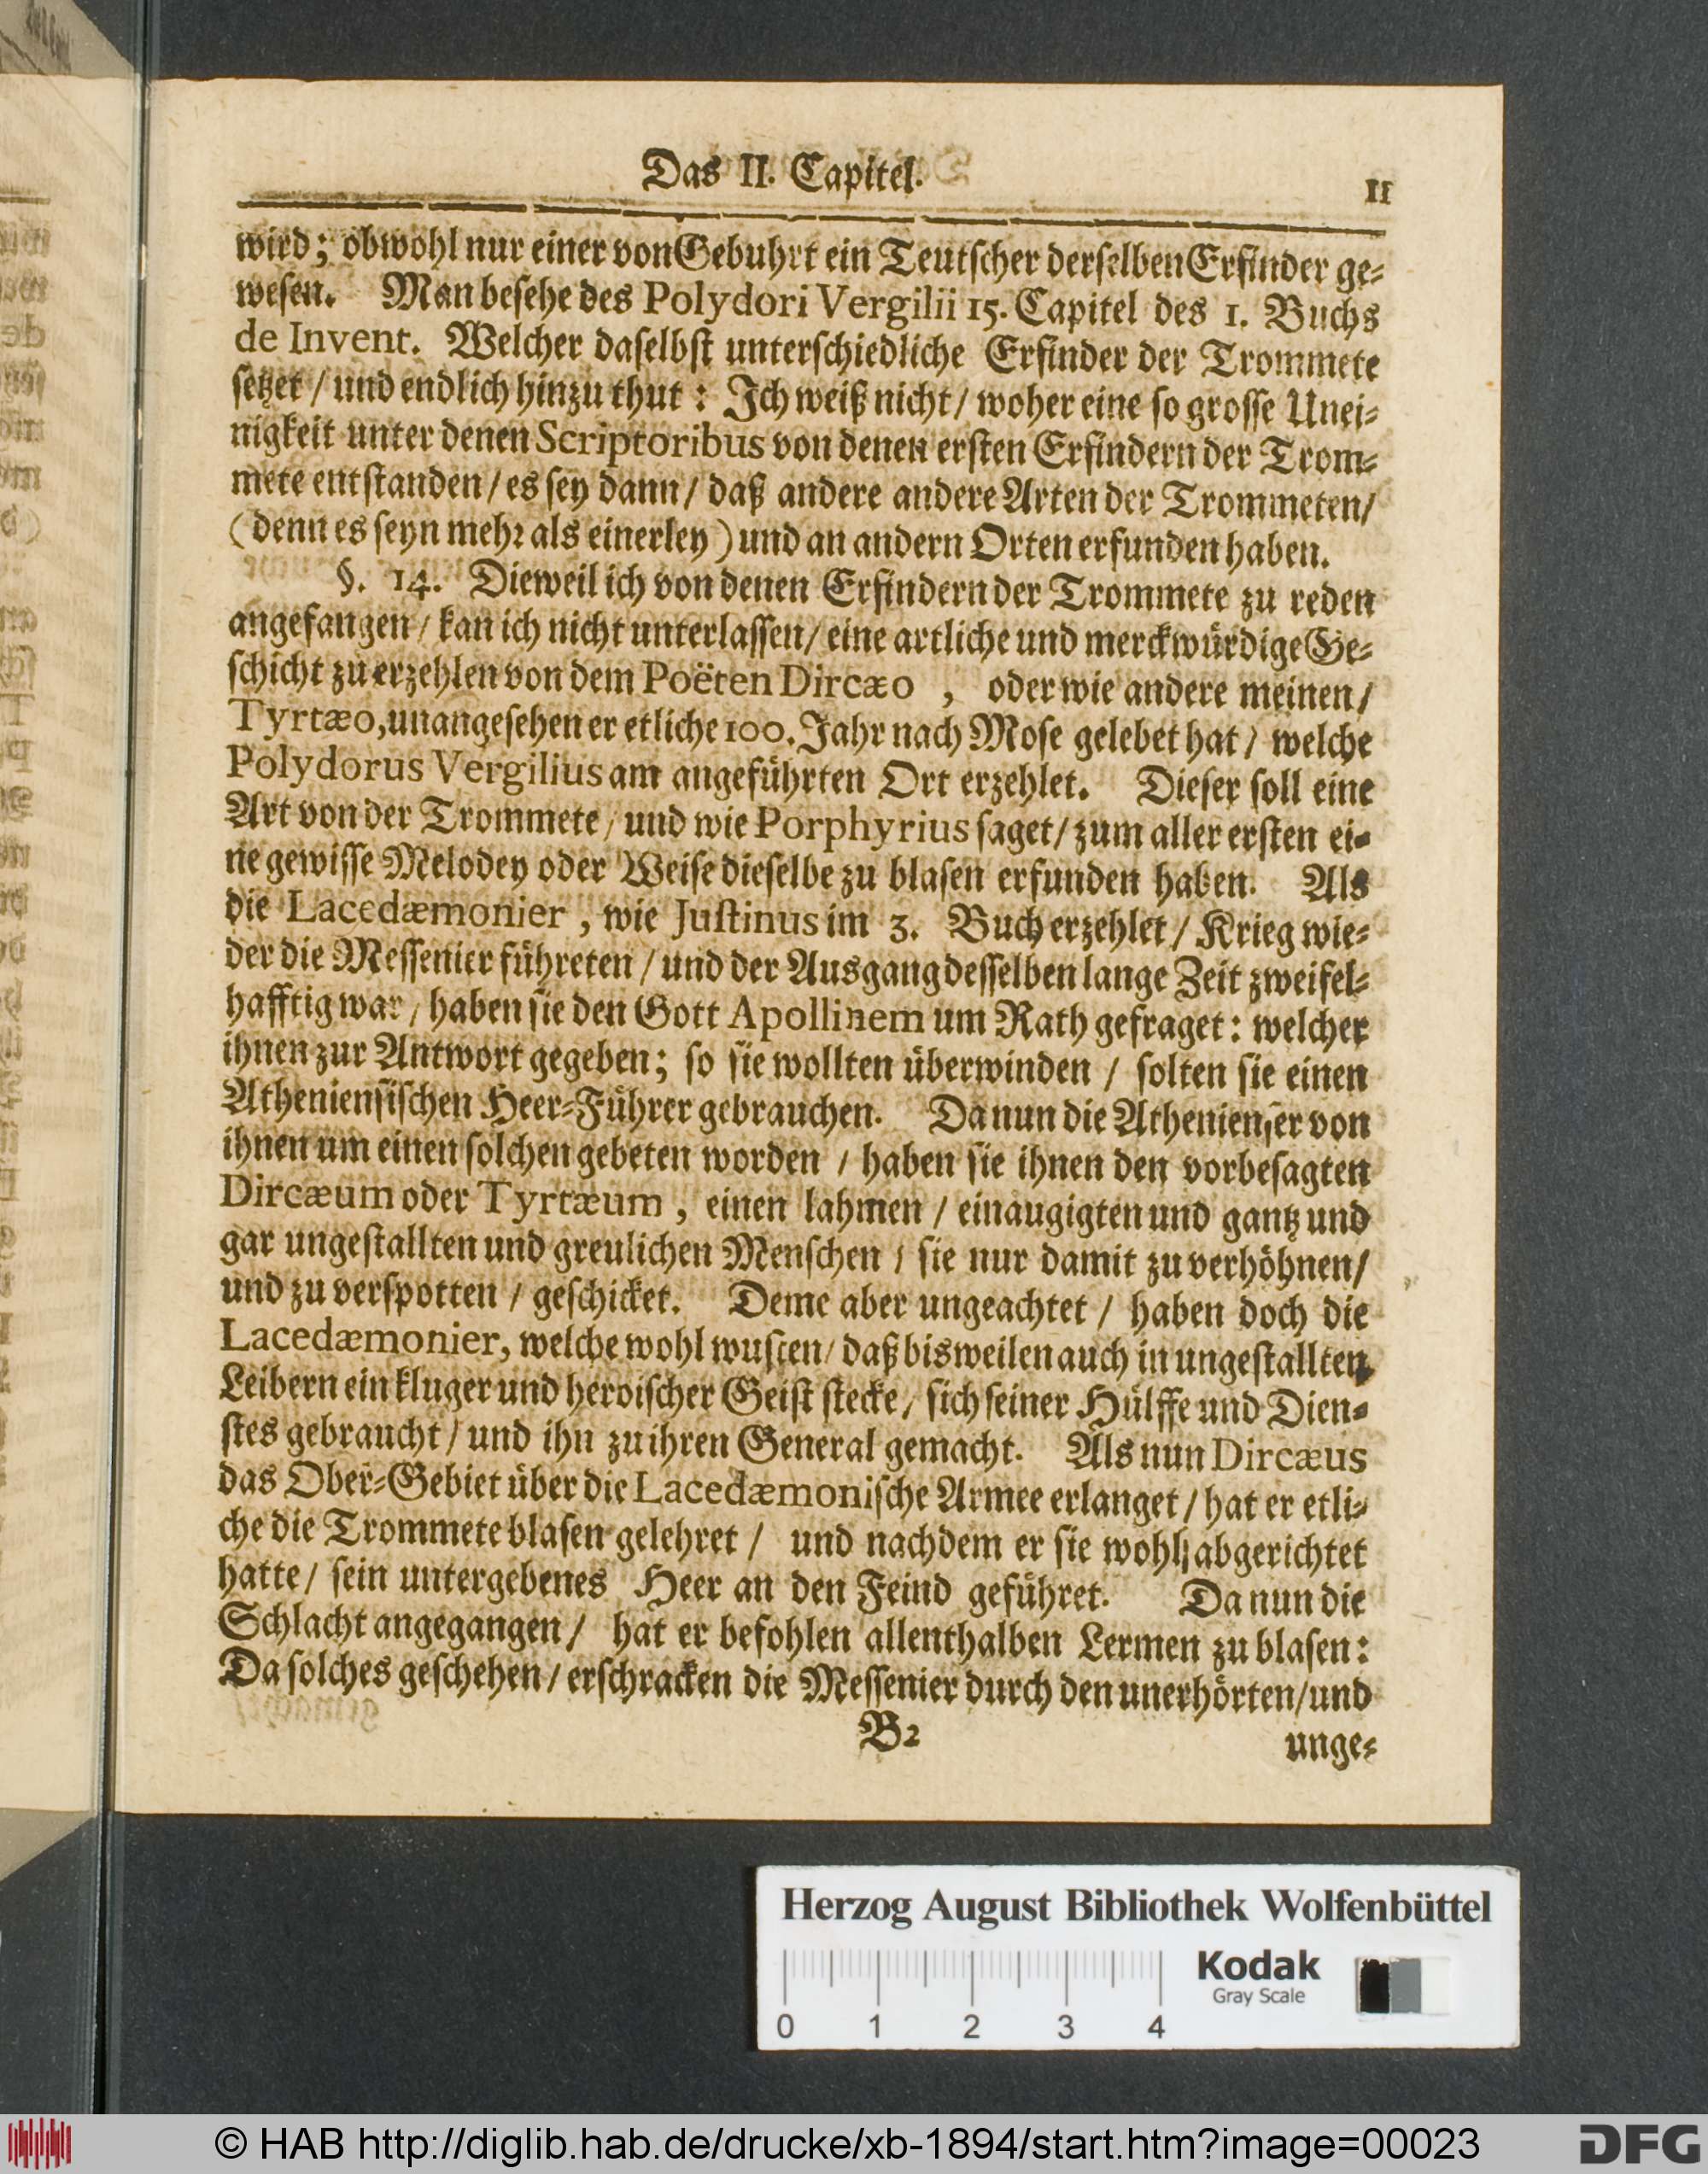 Das II. Capitel.
11
wird; obwohl nur einer von Gebuhrt ein Teutscher derselben Erfinder ge-
wesen. Man besehe des Polydori Vergilii 15. Capitel des 1. Buchs
de Invent. Welcher daselbst unterschiedliche Erfinder der Trommete
setzet / und endlich hinzu thut: Ich weiß nicht / woher eine so grosse Unei-
nigkeit unter denen Scriptoribus von denen ersten Erfindern der Trom-
mete entstanden / es sey dann / daß andere andere Arten der Trommeten /
(denn es seyn mehr als einerley) und an andern Orten erfunden haben.
§. 14. Dieweil ich von denen Erfindern der Trommete zu reden
angefangen / kan ich nicht unterlassen / eine artliche und merckwürdige Ge-
schicht zu erzehlen von dem Poëten Dircæo , oder wie andere meinen /
Tyrtæo, unangesehen er etliche 100. Jahr nach Mose gelebet hat / welche
Polydorus Vergilius am angeführten Ort erzehlet. Dieser soll eine
Art von der Trommete / und wie Porphyrius saget / zum aller ersten ei-
ne gewisse Melodey oder Weise dieselbe zu blasen erfunden haben. Als
die Lacedæmonier , wie Justinus im 3. Buch erzehlet / Krieg wie-
der die Messenier führeten / und der Ausgang desselben lange Zeit zweifel-
hafftig war / haben sie den Gott Apollinem um Rath gefraget: welcher
ihnen zur Antwort gegeben; so sie wollten überwinden / solten sie einen
Atheniensischen Heer-Führer gebrauchen. Da nun die Athenienser von
ihnen um einen solchen gebeten worden / haben sie ihnen den vorbesagten
Dircæum oder Tyrtæum , einen lahmen / einaugigten und gantz und
gar ungestallten und greulichen Menschen / sie nur damit zu verhöhnen /
und zu verspotten / geschicket. Deme aber ungeachtet / haben doch die
Lacedæmonier, welche wohl wusten / daß bisweilen auch in ungestallten
Leibern ein kluger und heroischer Geist stecke / sich seiner Hülffe und Dien-
stes gebraucht / und ihn zu ihren General gemacht. Als nun Dircæus
das Ober-Gebiet über die Lacedæmonische Armee erlanget / hat er etli-
che die Trommete blasen gelehret / und nachdem er sie wohl abgerichtet
hatte / sein untergebenes Heer an den Feind geführet. Da nun die
Schlacht angegangen / hat er befohlen allenthalben Lermen zu blasen:
Da solches geschehen / erschracken die Messenier durch den unerhörten / und
B2
unge-
Herzog August Bibliothek Wolfenbüttel
Kodak
Gray Scale
0 1 2 3 4
© HAB http://diglib.hab.de/drucke/xb-1894/start.htm?image=00023
DFG